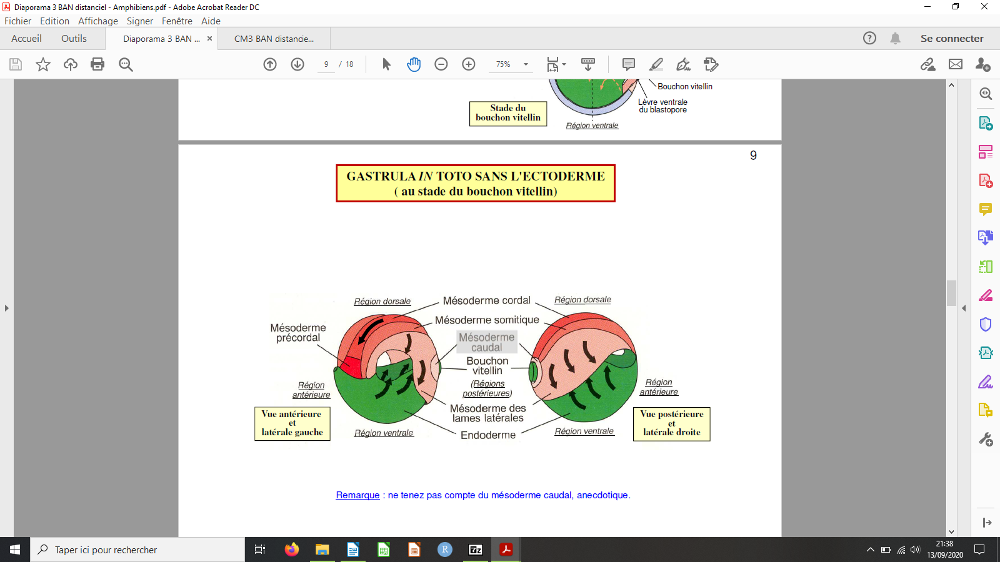 Diaporama 3 BAN distanciel - Amphibiens.pdf - Adobe Acrobat Reader DC
Fichier Edition Affichage Signer Fenêtre Aide
Accueil Outils Diaporama 3 BAN ... × CM3 BAN distancie... Se connecter
9 / 18 75%
Bouchon vitellin
Lèvre ventrale
du blastopore
Stade du
bouchon vitellin
Région ventrale
9
GASTRULA IN TOTO SANS L'ECTODERME
( au stade du bouchon vitellin)
Région dorsale
Mésoderme cordal
Région dorsale
Mésoderme somitique
Mésoderme
précordal
Mésoderme
caudal
Bouchon
vitellin
(Régions
postérieures)
Région
antérieure
Région
antérieure
Mésoderme des
lames latérales
Vue antérieure
et
latérale gauche
Vue postérieure
et
latérale droite
Région ventrale
Endoderme
Région ventrale
Remarque : ne tenez pas compte du mésoderme caudal, anecdotique.
Taper ici pour rechercher
R
7z
21:38
13/09/2020